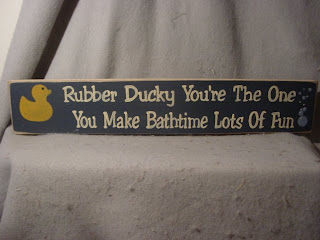 Rubber Ducky You're The One
You Make Bathtime Lots Of Fun